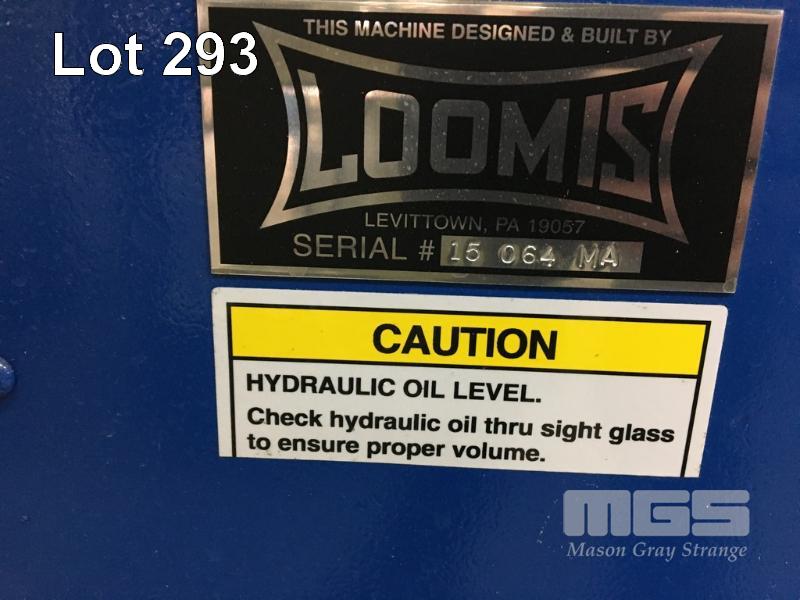 Lot 293
THIS MACHINE DESIGNED & BUILT BY
LOOMIS
LEVITTOWN, PA 19057
SERIAL # 15 064 MA
CAUTION
HYDRAULIC OIL LEVEL.
Check hydraulic oil thru sight glass
to ensure proper volume.
MGS
Mason Gray Strange